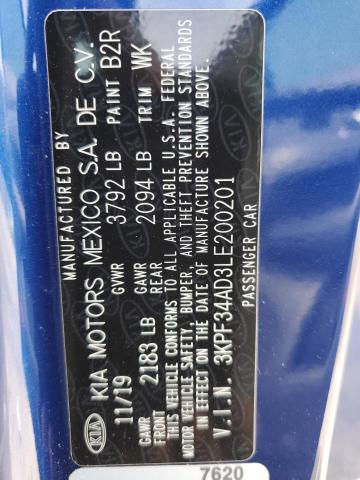 MANUFACTURED BY
KIA KIA MOTORS MEXICO S.A. DE C.V.
11/19 GVWR 3792 LB PAINT B2R
GAWR FRONT 2183 LB GAWR REAR 2094 LB TRIM WK
THIS VEHICLE CONFORMS TO ALL APPLICABLE U.S.A. FEDERAL
MOTOR VEHICLE SAFETY, BUMPER, AND THEFT PREVENTION STANDARDS
IN EFFECT ON THE DATE OF MANUFACTURE SHOWN ABOVE.
V.I.N. 3KPF34AD3LE200201
PASSENGER CAR
7620